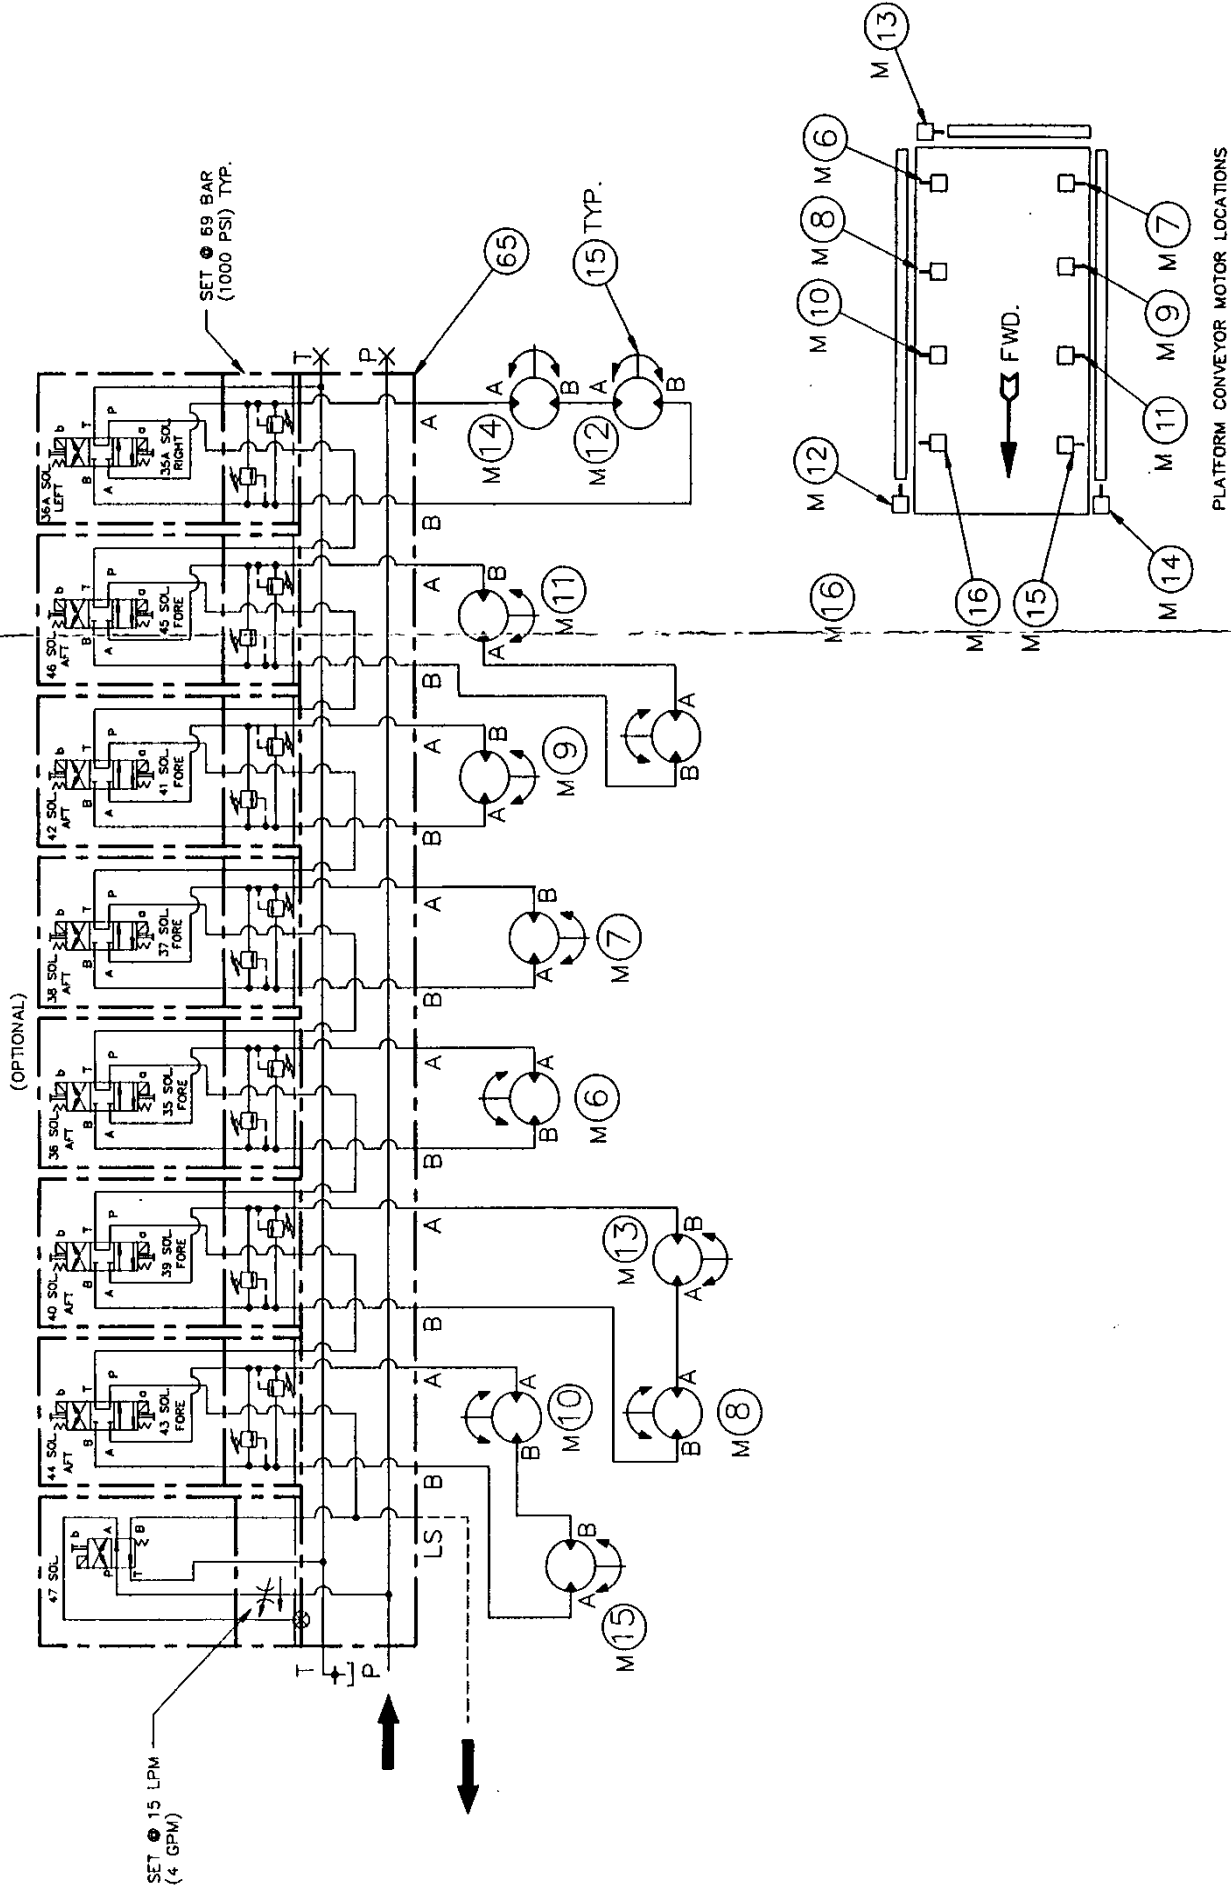 (OPTIONAL)
SET @ 15 LPM
(4 GPM)
SET @ 69 BAR
(1000 PSI) TYP.
47 SOL.
b
P
A
T
B
44 SOL.
AFT
b
B
T
A
P
a
43 SOL.
FORE
40 SOL.
AFT
b
B
T
A
P
a
39 SOL.
FORE
36 SOL.
AFT
b
B
T
A
P
a
35 SOL.
FORE
38 SOL.
AFT
b
B
T
A
P
a
37 SOL.
FORE
42 SOL.
AFT
b
B
T
A
P
a
41 SOL.
FORE
46 SOL.
AFT
b
B
T
A
P
a
45 SOL.
FORE
36A SOL.
LEFT
b
B
T
A
P
a
35A SOL.
RIGHT
T
T
P
P
LS
B
A
B
A
B
A
B
A
B
A
B
A
B
A
65
A
B
M 15
B
A
M 10
B
A
M 8
A
B
M 13
B
A
M 6
A
B
M 7
A
B
M 9
A
B
M 11
B
A
M 16
A
B
M 14
A
B
M 12
15 TYP.
M 12
M 10
M 8
M 6
M 13
M 16
M 15
M 14
M 11
M 9
M 7
FWD.
PLATFORM CONVEYOR MOTOR LOCATIONS